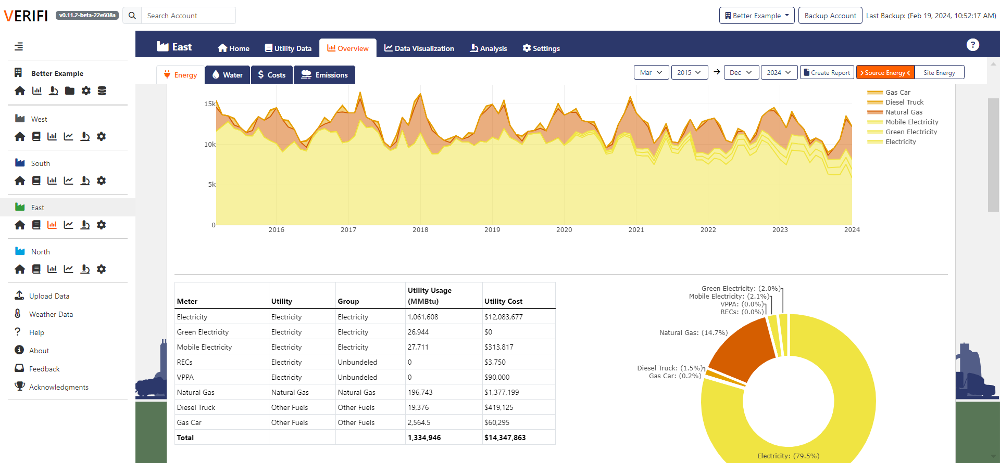 VERIFI v0.11.2-beta-22e608a Search Account Better Example Backup Account Last Backup: (Feb 19, 2024, 10:52:17 AM)
East Home Utility Data Overview Data Visualization Analysis Settings ?
Energy Water $ Costs Emissions Mar 2015 Dec 2024 Create Report Source Energy Site Energy
Better Example
West
South
East
North
Upload Data
Weather Data
? Help
About
Feedback
Acknowledgments
15k
10k
5k
0
2016 2017 2018 2019 2020 2021 2022 2023 2024
Gas Car
Diesel Truck
Natural Gas
Mobile Electricity
Green Electricity
Electricity
Meter Utility Group Utility Usage (MMBtu) Utility Cost
Electricity Electricity Electricity 1,061,608 $12,083,677
Green Electricity Electricity Electricity 26,944 $0
Mobile Electricity Electricity Electricity 27,711 $313,817
RECs Electricity Unbundeled 0 $3,750
VPPA Electricity Unbundeled 0 $90,000
Natural Gas Natural Gas Natural Gas 196,743 $1,377,199
Diesel Truck Other Fuels Other Fuels 19,376 $419,125
Gas Car Other Fuels Other Fuels 2,564.5 $60,295
Total 1,334,946 $14,347,863
Green Electricity: (2.0%)
Mobile Electricity: (2.1%)
VPPA: (0.0%)
RECs: (0.0%)
Natural Gas: (14.7%)
Diesel Truck: (1.5%)
Gas Car: (0.2%)
Electricity: (79.5%)